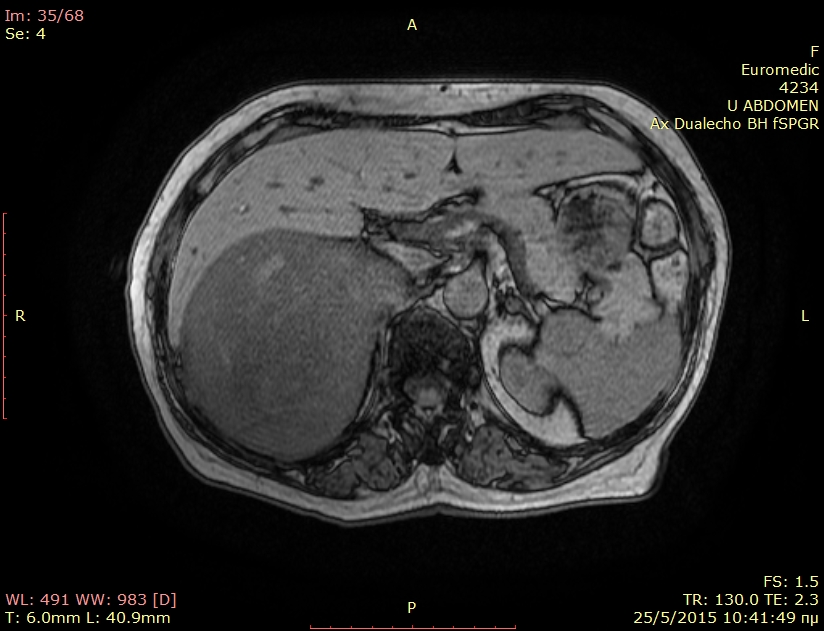 Im: 35/68
Se: 4
A
F
Euromedic
4234
U ABDOMEN
Ax Dualecho BH fSPGR
R
L
WL: 491 WW: 983 [D]
T: 6.0mm L: 40.9mm
P
FS: 1.5
TR: 130.0 TE: 2.3
25/5/2015 10:41:49 πμ